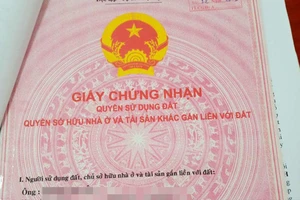 GIẤY CHỨNG NHẬN
QUYỀN SỬ DỤNG ĐẤT
QUYỀN SỞ HỮU NHÀ Ở VÀ TÀI SẢN KHÁC GẮN LIỀN VỚI ĐẤT
I. Người sử dụng đất, chủ sở hữu nhà ở và tài sản gắn liền với đất:
Ông :